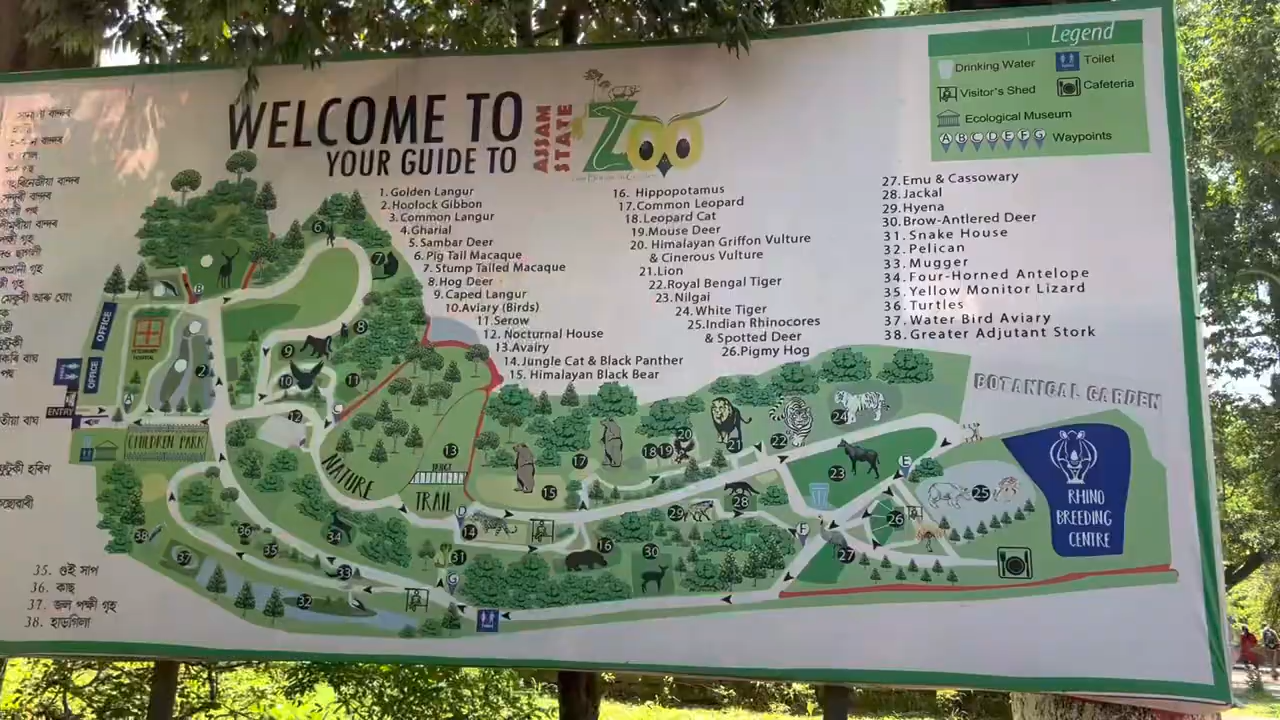 WELCOME TO
YOUR GUIDE TO
ASSAM
STATE
ZOO
1. Golden Langur
2. Hoolock Gibbon
3. Common Langur
4. Gharial
5. Sambar Deer
6. Pig Tail Macaque
7. Stump Tailed Macaque
8. Hog Deer
9. Caped Langur
10. Aviary (Birds)
11. Serow
12. Nocturnal House
13. Avairy
14. Jungle Cat & Black Panther
15. Himalayan Black Bear
16. Hippopotamus
17. Common Leopard
18. Leopard Cat
19. Mouse Deer
20. Himalayan Griffon Vulture
& Cinerous Vulture
21. Lion
22. Royal Bengal Tiger
23. Nilgai
24. White Tiger
25. Indian Rhinocores
& Spotted Deer
26. Pigmy Hog
27. Emu & Cassowary
28. Jackal
29. Hyena
30. Brow-Antlered Deer
31. Snake House
32. Pelican
33. Mugger
34. Four-Horned Antelope
35. Yellow Monitor Lizard
36. Turtles
37. Water Bird Aviary
38. Greater Adjutant Stork
Legend
Drinking Water
Toilet
Visitor's Shed
Cafeteria
Ecological Museum
A B C D E F G Waypoints
OFFICE
OFFICE
VETERINARY
HOSPITAL
ENTRY
CHILDREN PARK
NATURE
TRAIL
BOTANICAL GARDEN
RHINO
BREEDING
CENTRE
35. গুই সাপ
36. কাছ
37. জল পক্ষী গৃহ
38. হাড়গিলা